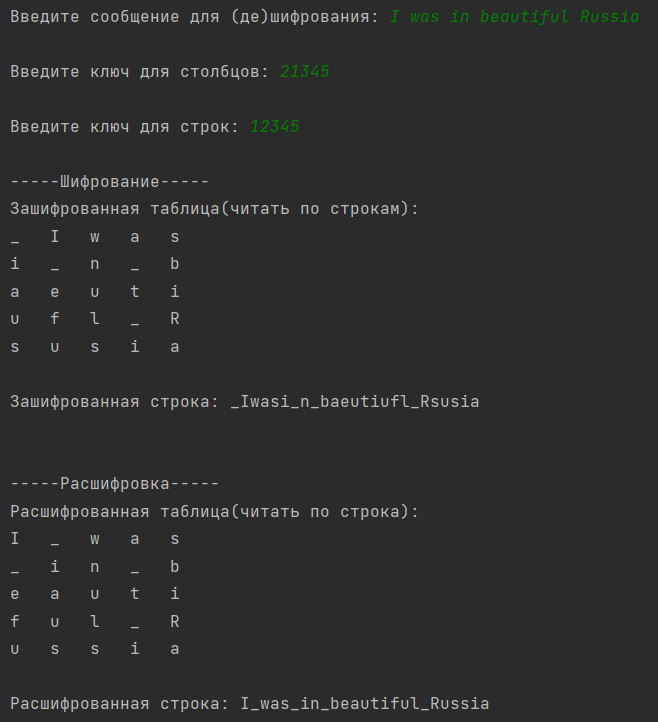 Введите сообщение для (де)шифрования: I was in beautiful Russia
Введите ключ для столбцов: 21345
Введите ключ для строк: 12345
-----Шифрование-----
Зашифрованная таблица(читать по строкам):
_ I w a s
i _ n _ b
a e u t i
u f l _ R
s u s i a
Зашифрованная строка: _Iwasi_n_baeutiufl_Rsusia
-----Расшифровка-----
Расшифрованная таблица(читать по строка):
I _ w a s
_ i n _ b
e a u t i
f u l _ R
u s s i a
Расшифрованная строка: I_was_in_beautiful_Russia